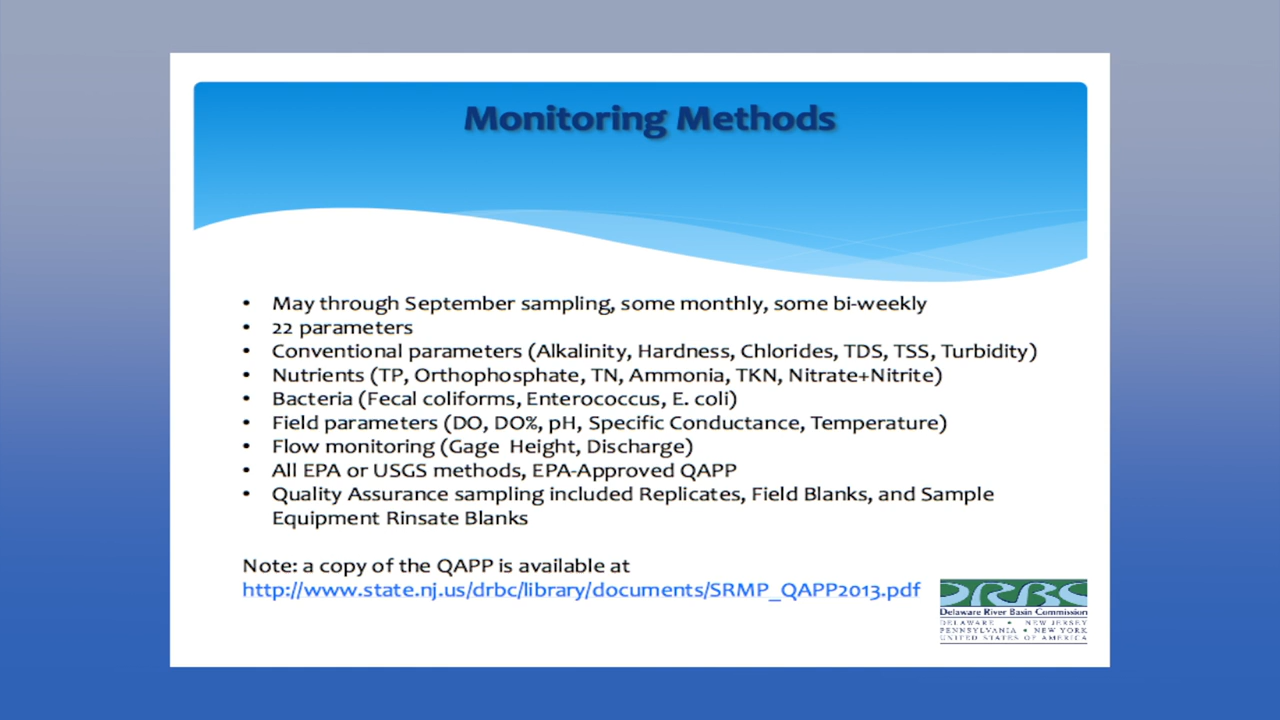 Monitoring Methods
• May through September sampling, some monthly, some bi-weekly
• 22 parameters
• Conventional parameters (Alkalinity, Hardness, Chlorides, TDS, TSS, Turbidity)
• Nutrients (TP, Orthophosphate, TN, Ammonia, TKN, Nitrate+Nitrite)
• Bacteria (Fecal coliforms, Enterococcus, E. coli)
• Field parameters (DO, DO%, pH, Specific Conductance, Temperature)
• Flow monitoring (Gage Height, Discharge)
• All EPA or USGS methods, EPA-Approved QAPP
• Quality Assurance sampling included Replicates, Field Blanks, and Sample
Equipment Rinsate Blanks
Note: a copy of the QAPP is available at
http://www.state.nj.us/drbc/library/documents/SRMP_QAPP2013.pdf
DRBC
Delaware River Basin Commission
DELAWARE • NEW JERSEY
PENNSYLVANIA • NEW YORK
UNITED STATES OF AMERICA